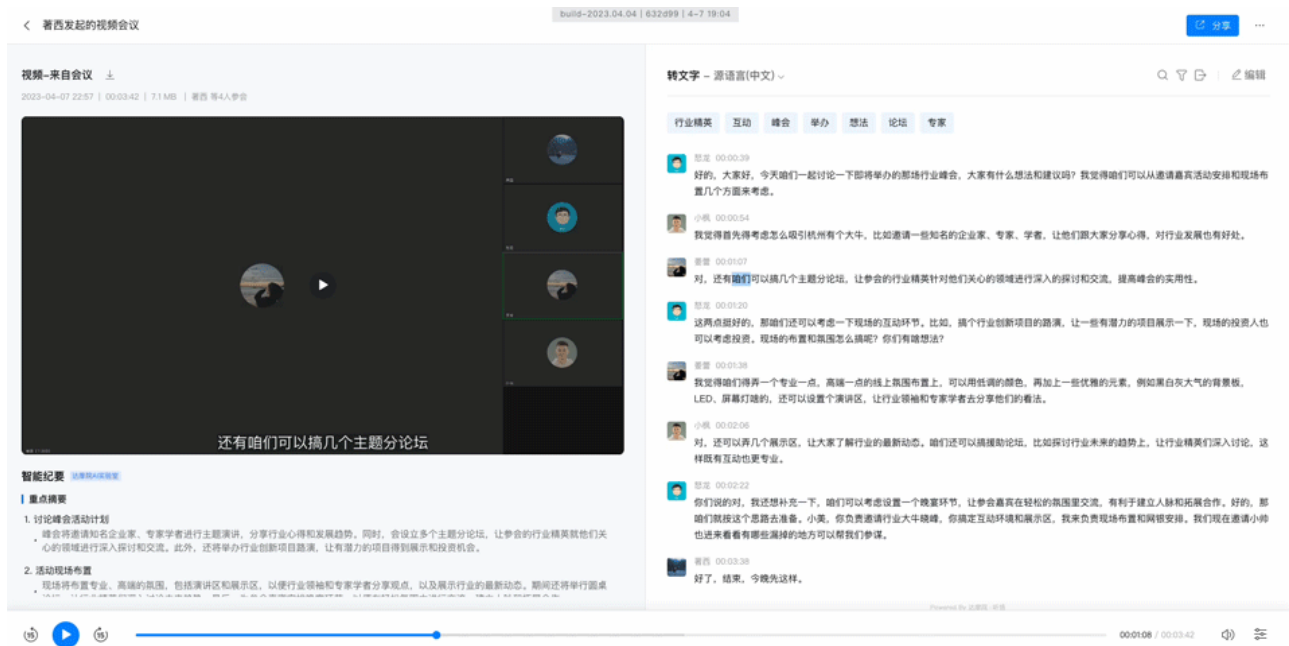 build-2023.04.04 | 632d99 | 4-7 19:04
著西发起的视频会议
分享
视频-来自会议
2023-04-07 22:57 | 00:03:42 | 7.1 MB | 著西 等4人参会
还有咱们可以搞几个主题分论坛
智能纪要 达摩院AI实验室
重点摘要
1. 讨论峰会活动计划
峰会将邀请知名企业家、专家学者进行主题演讲，分享行业心得和发展趋势。同时，会设立多个主题分论坛，让参会的行业精英就他们关
心的领域进行深入探讨和交流。此外，还将举办行业创新项目路演，让有潜力的项目得到展示和投资机会。
2. 活动现场布置
现场将布置专业、高端的氛围，包括演讲区和展示区，以便行业领袖和专家学者分享观点，以及展示行业的最新动态。期间还将举行圆桌
转文字 - 源语言(中文)
编辑
行业精英 互动 峰会 举办 想法 论坛 专家
愁龙 00:00:39
好的，大家好，今天咱们一起讨论一下即将举办的那场行业峰会，大家有什么想法和建议吗？我觉得咱们可以从邀请嘉宾活动安排和现场布
置几个方面来考虑。
小枫 00:00:54
我觉得首先得考虑怎么吸引杭州有个大牛，比如邀请一些知名的企业家、专家、学者，让他们跟大家分享心得，对行业发展也有好处。
00:01:07
对，还有咱们可以搞几个主题分论坛，让参会的行业精英针对他们关心的领域进行深入的探讨和交流，提高峰会的实用性。
愁龙 00:01:20
这两点挺好的，那咱们还可以考虑一下现场的互动环节。比如，搞个行业创新项目的路演，让一些有潜力的项目展示一下，现场的投资人也
可以考虑投资。现场的布置和氛围怎么搞呢？你们有啥想法？
00:01:38
我觉得咱们得弄一个专业一点，高端一点的线上氛围布置上，可以用低调的颜色，再加上一些优雅的元素，例如黑白灰大气的背景板，
LED、屏幕灯啥的，还可以设置个演讲区，让行业领袖和专家学者去分享他们的看法。
小枫 00:02:06
对，还可以弄几个展示区，让大家了解行业的最新动态。咱们还可以搞援助论坛，比如探讨行业未来的趋势上，让行业精英们深入讨论，这
样既有互动也更专业。
愁龙 00:02:22
你们说的对，我还想补充一下，咱们可以考虑设置一个晚宴环节，让参会嘉宾在轻松的氛围里交流，有利于建立人脉和拓展合作。好的，那
咱们就按这个思路去准备。小美，你负责邀请行业大牛晓峰，你搞定互动环境和展示区，我来负责现场布置和网银安排。我们现在邀请小帅
也进来看看有哪些漏掉的地方可以帮我们参谋。
著西 00:03:38
好了，结束，今晚先这样。
Powered By 达摩院 | 听悟
15
15
00:01:08 / 00:03:42